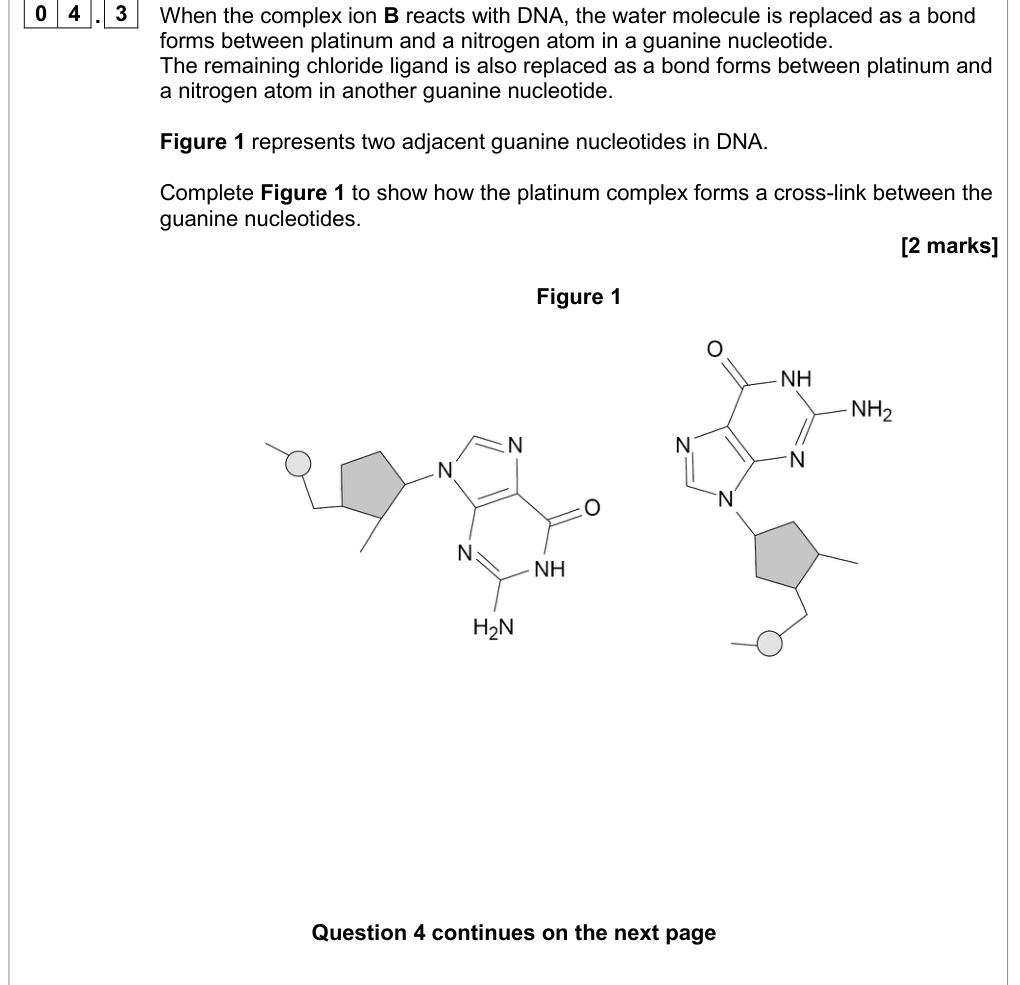 0 4 . 3 When the complex ion B reacts with DNA, the water molecule is replaced as a bond
forms between platinum and a nitrogen atom in a guanine nucleotide.
The remaining chloride ligand is also replaced as a bond forms between platinum and
a nitrogen atom in another guanine nucleotide.
Figure 1 represents two adjacent guanine nucleotides in DNA.
Complete Figure 1 to show how the platinum complex forms a cross-link between the
guanine nucleotides.
[2 marks]
Figure 1
N
N
O
N
NH
H2N
O
NH
NH2
N
N
N
Question 4 continues on the next page